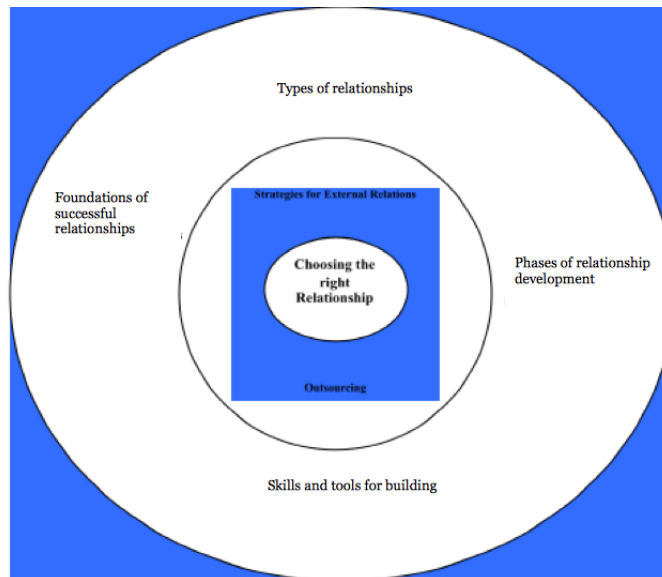 Types of relationships
Foundations of
successful
relationships
Strategies for External Relations
Choosing the
right
Relationship
Phases of relationship
development
Outsourcing
Skills and tools for building